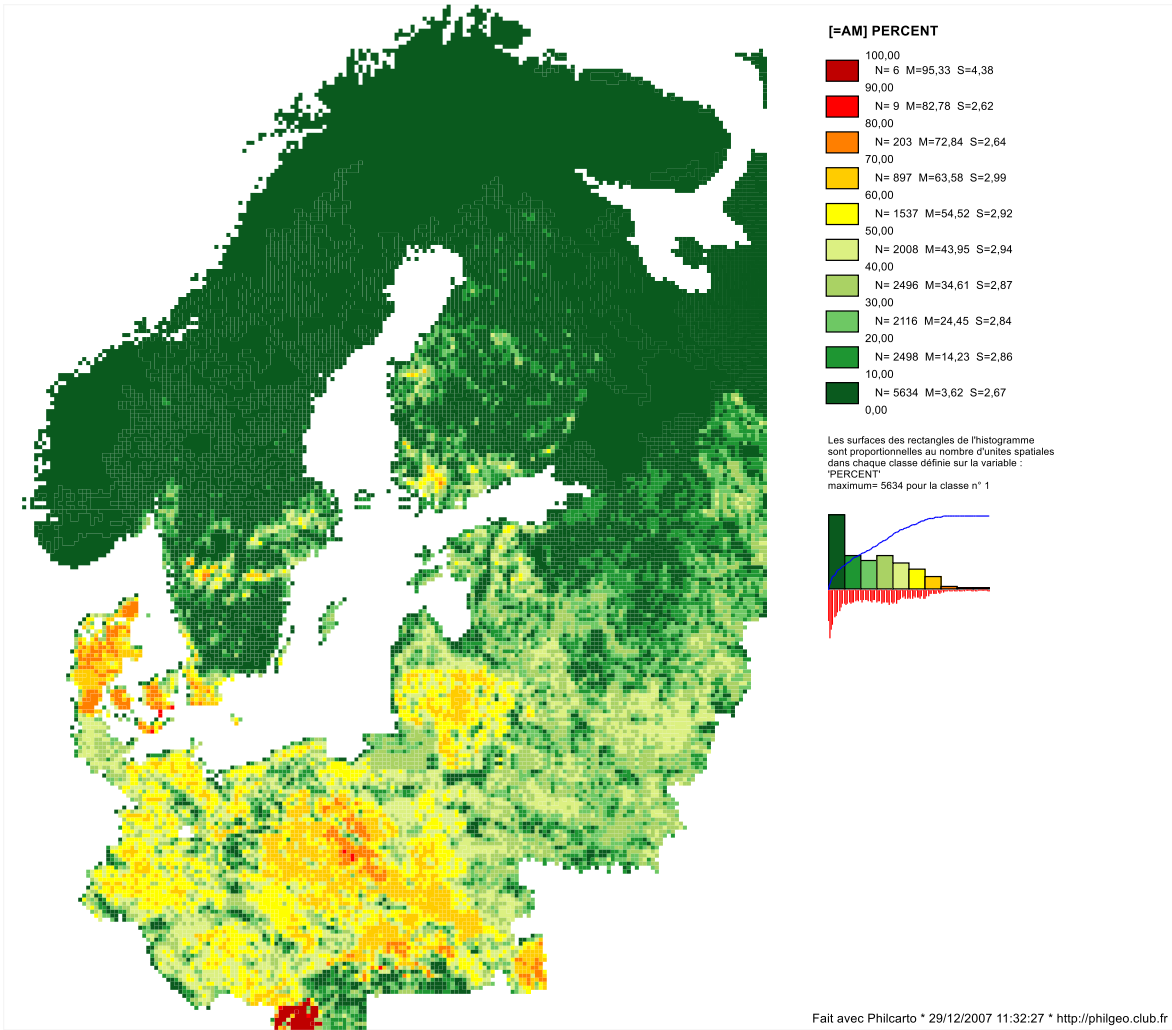 [=AM] PERCENT
100,00
N= 6 M=95,33 S=4,38
90,00
N= 9 M=82,78 S=2,62
80,00
N= 203 M=72,84 S=2,64
70,00
N= 897 M=63,58 S=2,99
60,00
N= 1537 M=54,52 S=2,92
50,00
N= 2008 M=43,95 S=2,94
40,00
N= 2496 M=34,61 S=2,87
30,00
N= 2116 M=24,45 S=2,84
20,00
N= 2498 M=14,23 S=2,86
10,00
N= 5634 M=3,62 S=2,67
0,00
Les surfaces des rectangles de l'histogramme
sont proportionnelles au nombre d'unites spatiales
dans chaque classe définie sur la variable :
'PERCENT'
maximum= 5634 pour la classe n° 1
Fait avec Philcarto * 29/12/2007 11:32:27 * http://philgeo.club.fr